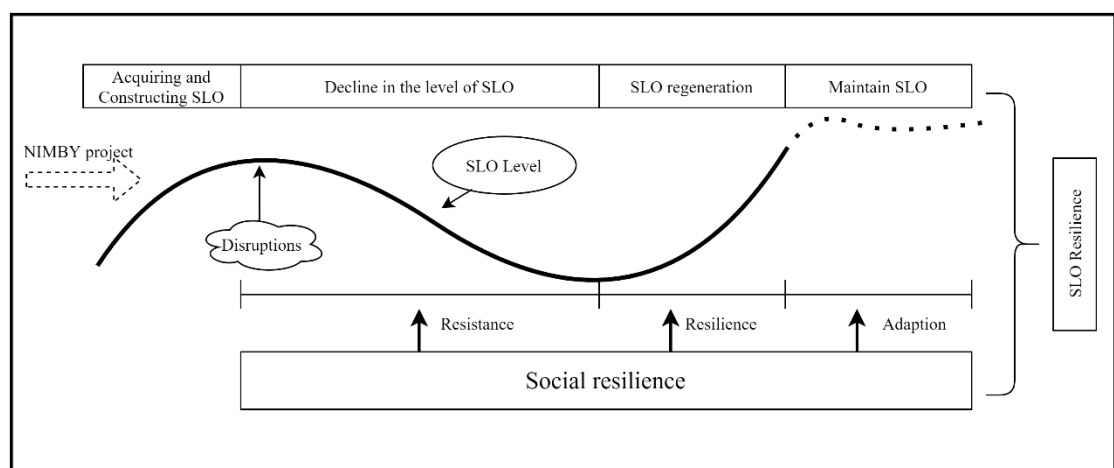 Acquiring and
Constructing SLO
Decline in the level of SLO
SLO regeneration
Maintain SLO
NIMBY project
SLO Level
Disruptions
SLO Resilience
Resistance
Resilience
Adaption
Social resilience